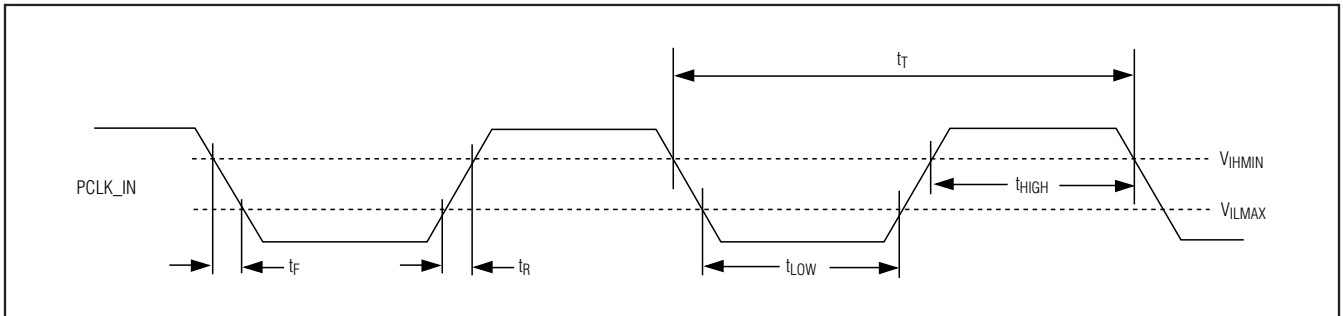 tT
VIHMIN
PCLK_IN
tHIGH
VILMAX
tF
tR
tLOW